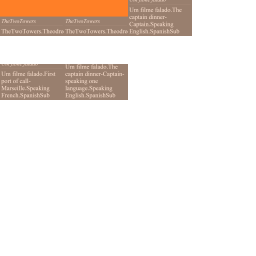 Um filme falado.The
captain dinner-
Captain.Speaking
English.SpanishSub
TheTwoTowers
TheTwoTowers
TheTwoTowers.Theodre
TheTwoTowers.Theodre
Um filme falado.First
port of call-
Marseille.Speaking
French.SpanishSub
Um filme falado.The
captain dinner-Captain-
speaking one
language.Speaking
English.SpanishSub